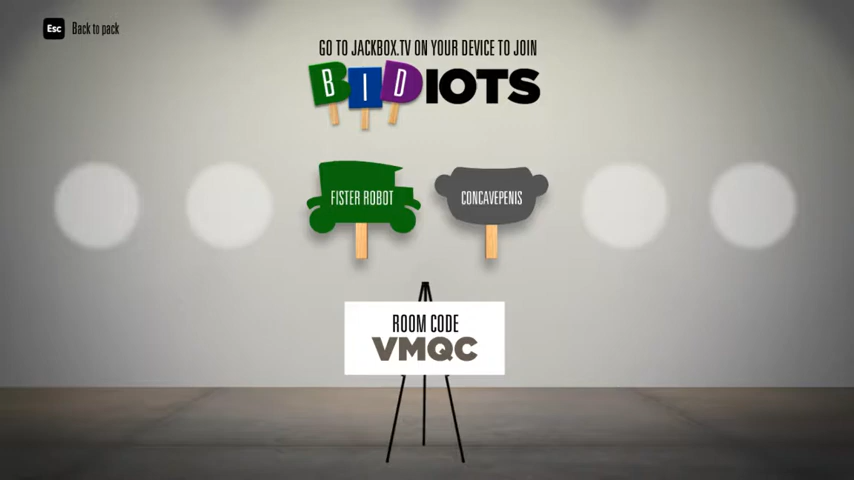 Esc Back to pack
GO TO JACKBOX.TV ON YOUR DEVICE TO JOIN
BIDIOTS
FISTER ROBOT
CONCAVEPENIS
ROOM CODE
VMQC